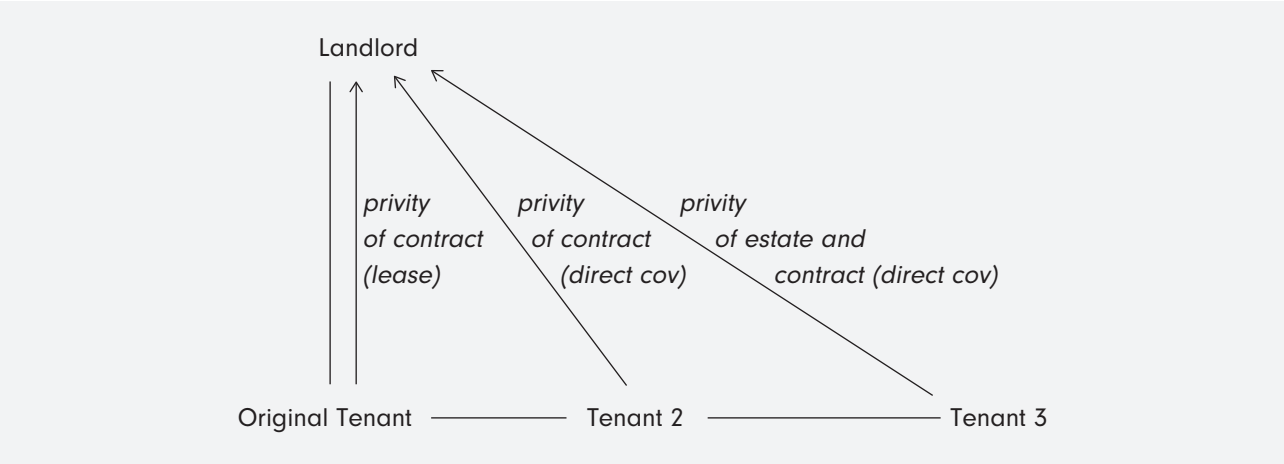 Landlord
privity
of contract
(lease)
privity
of contract
(direct cov)
privity
of estate and
contract (direct cov)
Original Tenant
Tenant 2
Tenant 3